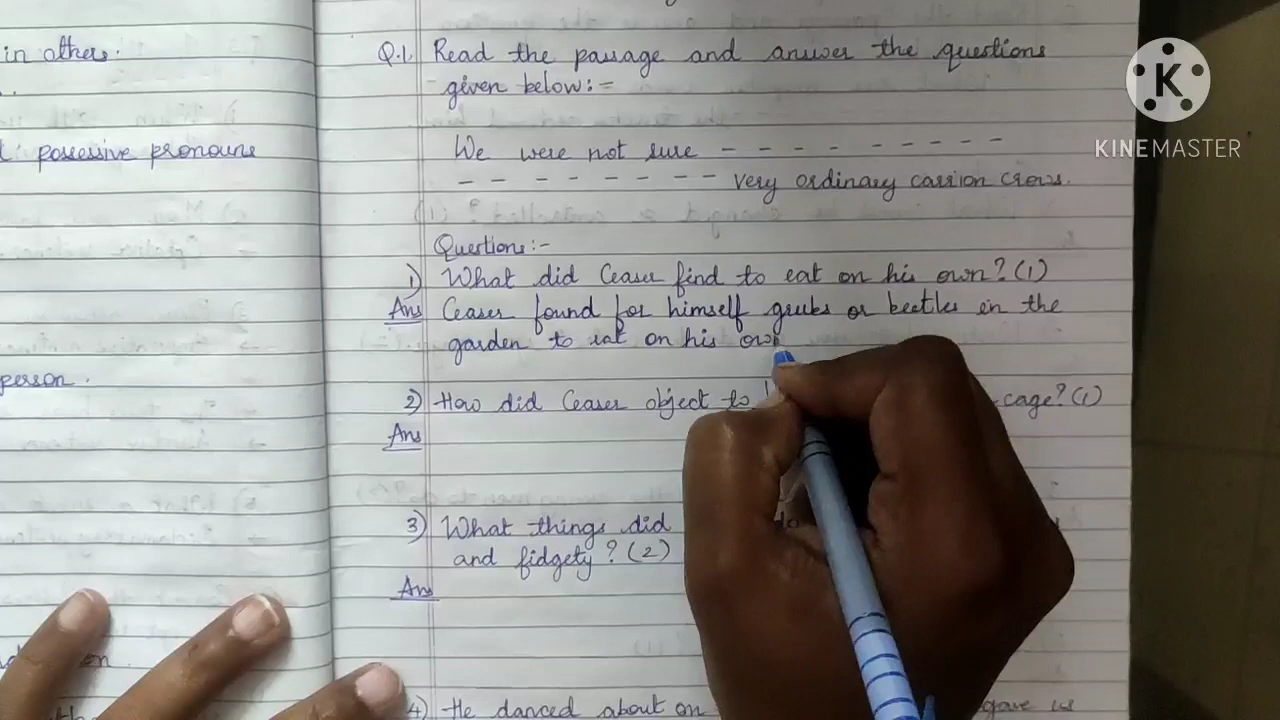 in others.
Q.1. Read the passage and answer the questions
given below:=
possessive pronouns
We were not sure - - - - - - - - -
- - - - - - - - very ordinary carrion crows.
Questions:-
1) What did Ceaser find to eat on his own? (1)
Ans Ceaser found for himself grubs or beetles in the
garden to eat on his own
person.
2) How did Ceaser object to cage? (1)
Ans
3) What things did
and fidgety? (2)
Ans
4) He danced about on gave us
K
KINEMASTER